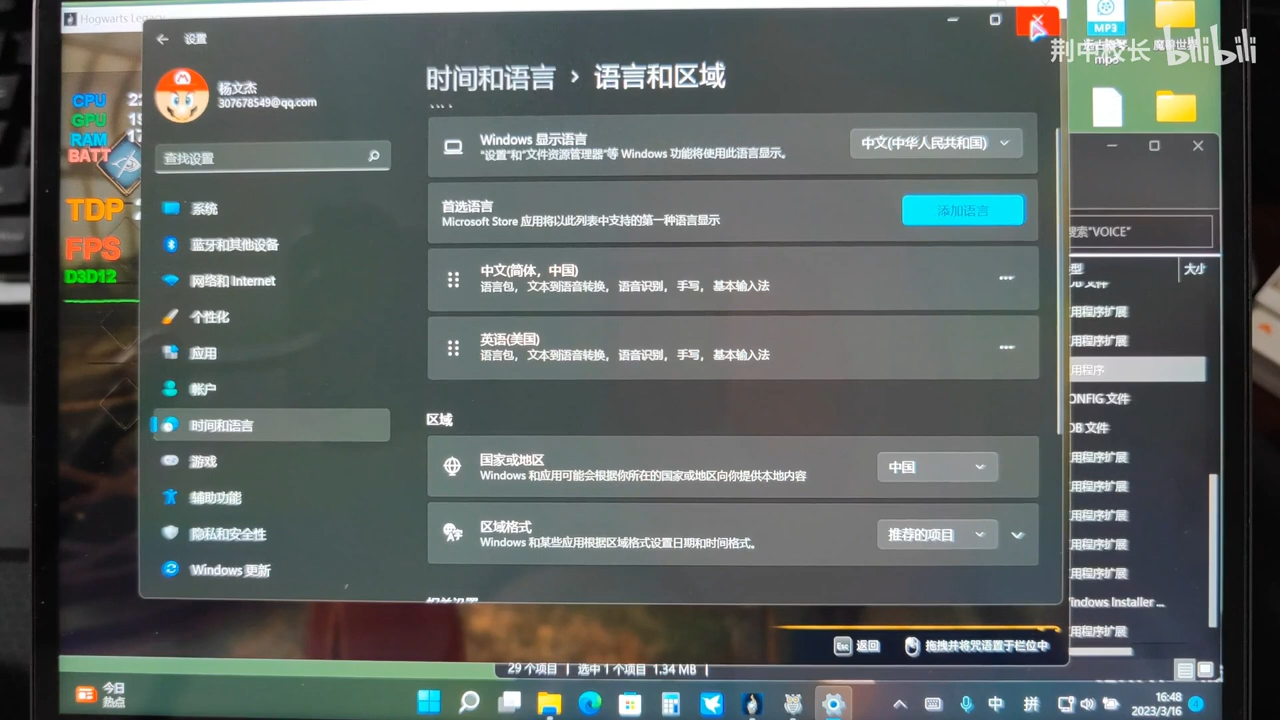 Hogwarts Lega
设置
杨文杰
307678549@qq.com
查找设置
系统
蓝牙和其他设备
网络和 Internet
个性化
应用
帐户
时间和语言
游戏
辅助功能
隐私和安全性
Windows 更新
时间和语言 › 语言和区域
Windows 显示语言
"设置"和"文件资源管理器"等 Windows 功能将使用此语言显示。
中文(中华人民共和国)
首选语言
Microsoft Store 应用将以此列表中支持的第一种语言显示
添加语言
中文(简体，中国)
语言包， 文本到语音转换， 语音识别， 手写， 基本输入法
英语(美国)
语言包， 文本到语音转换， 语音识别， 手写， 基本输入法
区域
国家或地区
Windows 和应用可能会根据你所在的国家或地区向你提供本地内容
中国
区域格式
Windows 和某些应用根据区域格式设置日期和时间格式。
推荐的项目
CPU
GPU
RAM
BATT
TDP
FPS
D3D12
MP3
mp3
荆中校长 bilibili
搜索"VOICE"
型
大小
用程序扩展
用程序扩展
用程序
ONFIG 文件
DB 文件
用程序扩展
用程序扩展
用程序扩展
用程序扩展
用程序扩展
Windows Installer ...
用程序扩展
Esc 返回
拖拽并将咒语置于栏位中
29 个项目 | 选中 1 个项目 1.34 MB |
今日
热点
中
拼
16:48
2023/3/16